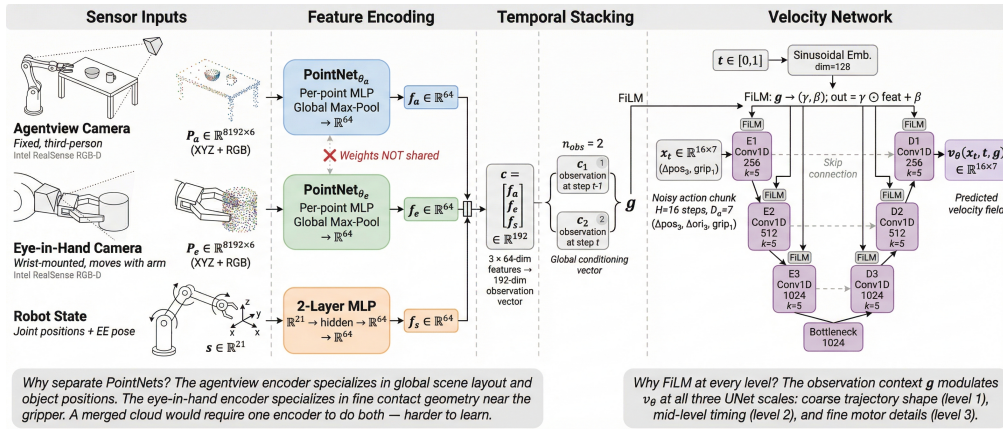 Sensor Inputs
Feature Encoding
Temporal Stacking
Velocity Network
Agentview Camera
Fixed, third-person
Intel RealSense RGB-D
P_a ∈ ℝ^{8192×6}
(XYZ + RGB)
Eye-in-Hand Camera
Wrist-mounted, moves with arm
Intel RealSense RGB-D
P_e ∈ ℝ^{8192×6}
(XYZ + RGB)
Robot State
Joint positions + EE pose
z
y
x
x
s ∈ ℝ^{21}
PointNet_{θ_a}
Per-point MLP
Global Max-Pool
→ ℝ^{64}
f_a ∈ ℝ^{64}
Weights NOT shared
PointNet_{θ_e}
Per-point MLP
Global Max-Pool
→ ℝ^{64}
f_e ∈ ℝ^{64}
2-Layer MLP
ℝ^{21} → hidden → ℝ^{64}
→ ℝ^{64}
f_s ∈ ℝ^{64}
c =
[f_a
f_e
f_s]
∈ ℝ^{192}
3 × 64-dim
features →
192-dim
observation
vector
n_{obs} = 2
c_1 1
observation
at step t-1
c_2 2
observation
at step t
Global conditioning
vector
g
FiLM
t ∈ [0,1]
Sinusoidal Emb.
dim=128
FiLM: g → (γ, β); out = γ ⊙ feat + β
x_t ∈ ℝ^{16×7}
(Δpos_3, grip_1)
Noisy action chunk
H=16 steps, D_a=7
(Δpos_3, Δori_3, grip_1)
FiLM
E1
Conv1D
256
k=5
FiLM
E2
Conv1D
512
k=5
FiLM
E3
Conv1D
1024
k=5
Bottleneck
1024
Skip
connection
FiLM
D1
Conv1D
256
k=5
FiLM
D2
Conv1D
512
k=5
FiLM
D3
Conv1D
1024
k=5
v_θ(x_t, t, g)
∈ ℝ^{16×7}
Predicted
velocity field
Why separate PointNets? The agentview encoder specializes in global scene layout and
object positions. The eye-in-hand encoder specializes in fine contact geometry near the
gripper. A merged cloud would require one encoder to do both — harder to learn.
Why FiLM at every level? The observation context g modulates
v_θ at all three UNet scales: coarse trajectory shape (level 1),
mid-level timing (level 2), and fine motor details (level 3).